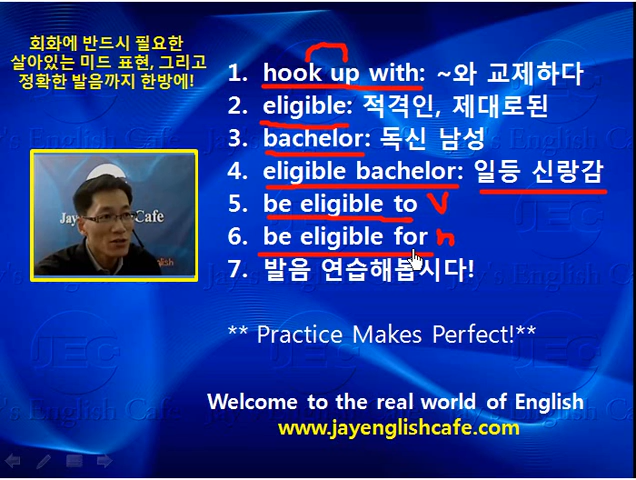 회화에 반드시 필요한
살아있는 미드 표현, 그리고
정확한 발음까지 한방에!
1. hook up with: ~와 교제하다
2. eligible: 적격인, 제대로된
3. bachelor: 독신 남성
4. eligible bachelor: 일등 신랑감
5. be eligible to V
6. be eligible for n
7. 발음 연습해봅시다!
** Practice Makes Perfect!**
Welcome to the real world of English
www.jayenglishcafe.com